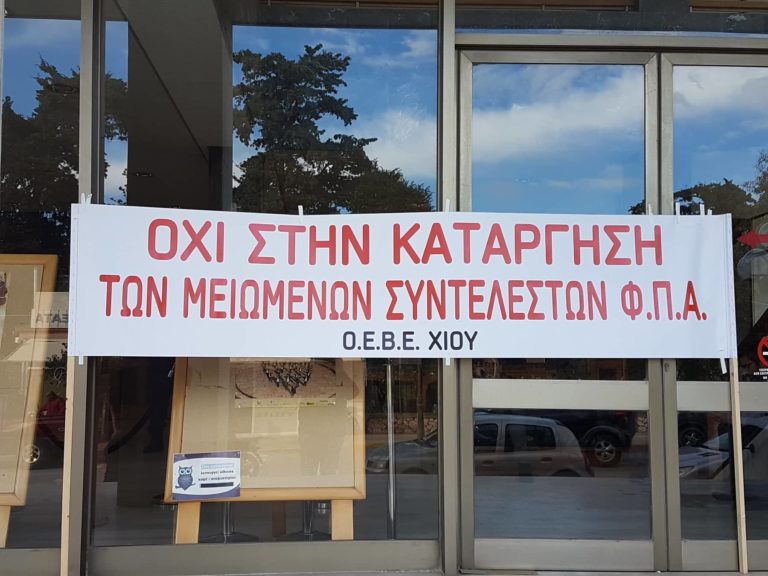 ΟΧΙ ΣΤΗΝ ΚΑΤΑΡΓΗΣΗ
ΤΩΝ ΜΕΙΩΜΕΝΩΝ ΣΥΝΤΕΛΕΣΤΩΝ Φ.Π.Α.
Ο.Ε.Β.Ε. ΧΙΟΥ